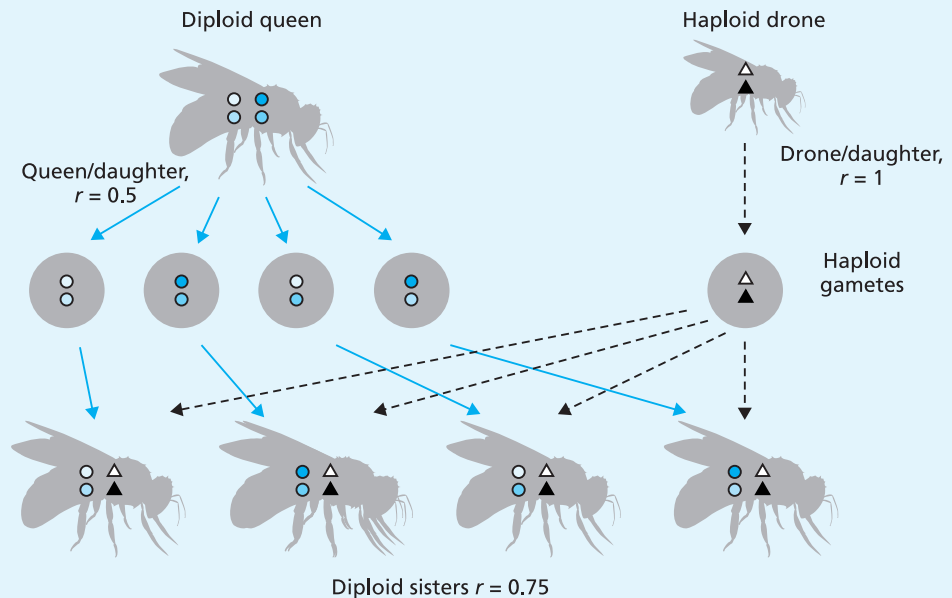 Diploid queen
Haploid drone
Queen/daughter,
r = 0.5
Drone/daughter,
r = 1
Haploid
gametes
Diploid sisters r = 0.75